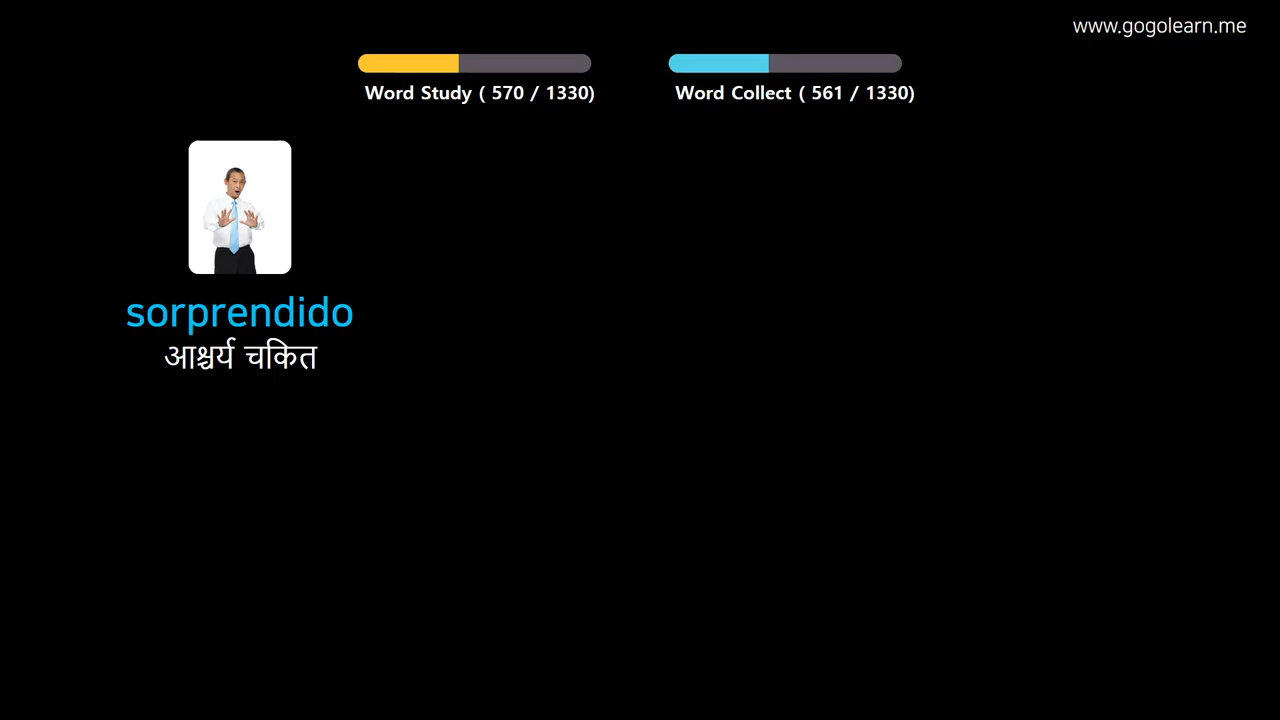 www.gogolearn.me
Word Study ( 570 / 1330)
Word Collect ( 561 / 1330)
sorprendido
आश्चर्य चकित